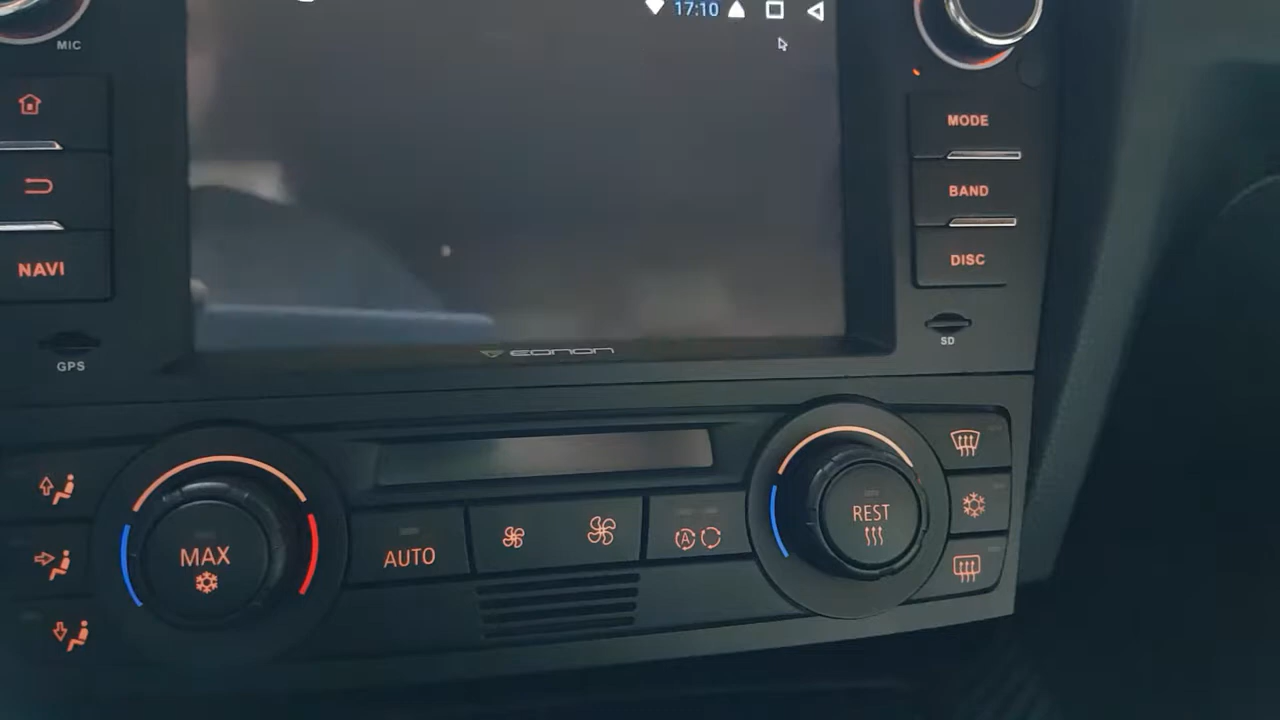 17:10
MIC
MODE
BAND
NAVI
DISC
GPS
SD
EONON
MAX
AUTO
A
REST